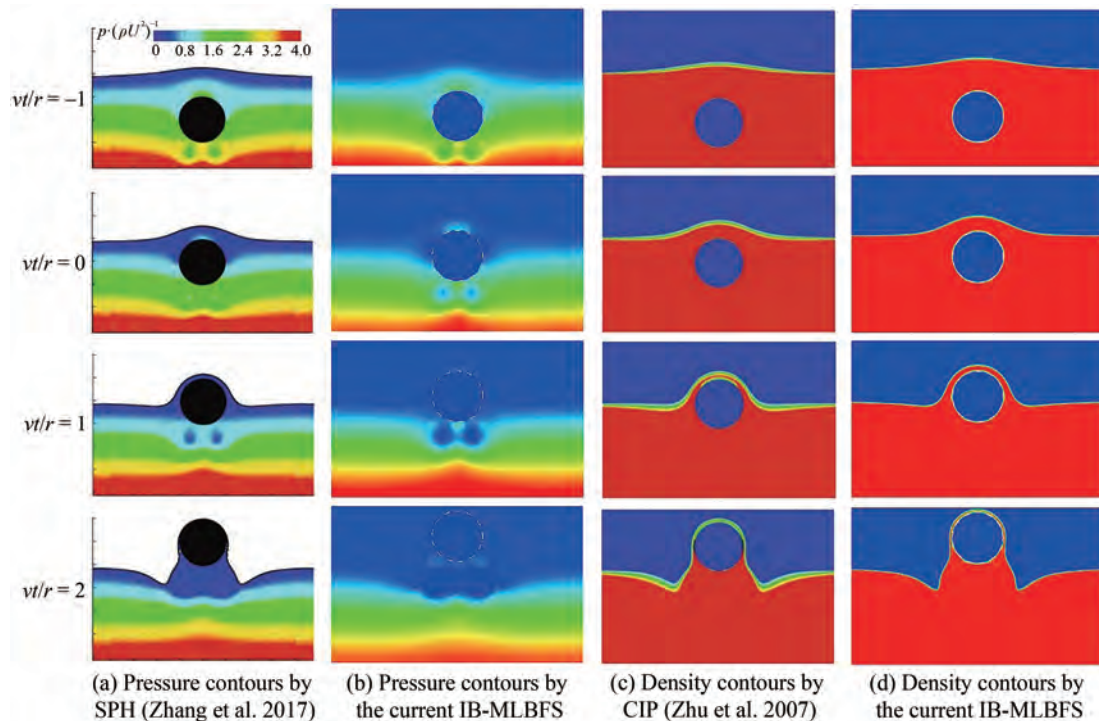 p·(ρU²)⁻¹
0 0.8 1.6 2.4 3.2 4.0
vt/r = −1
vt/r = 0
vt/r = 1
vt/r = 2
(a) Pressure contours by
SPH (Zhang et al. 2017)
(b) Pressure contours by
the current IB-MLBFS
(c) Density contours by
CIP (Zhu et al. 2007)
(d) Density contours by
the current IB-MLBFS